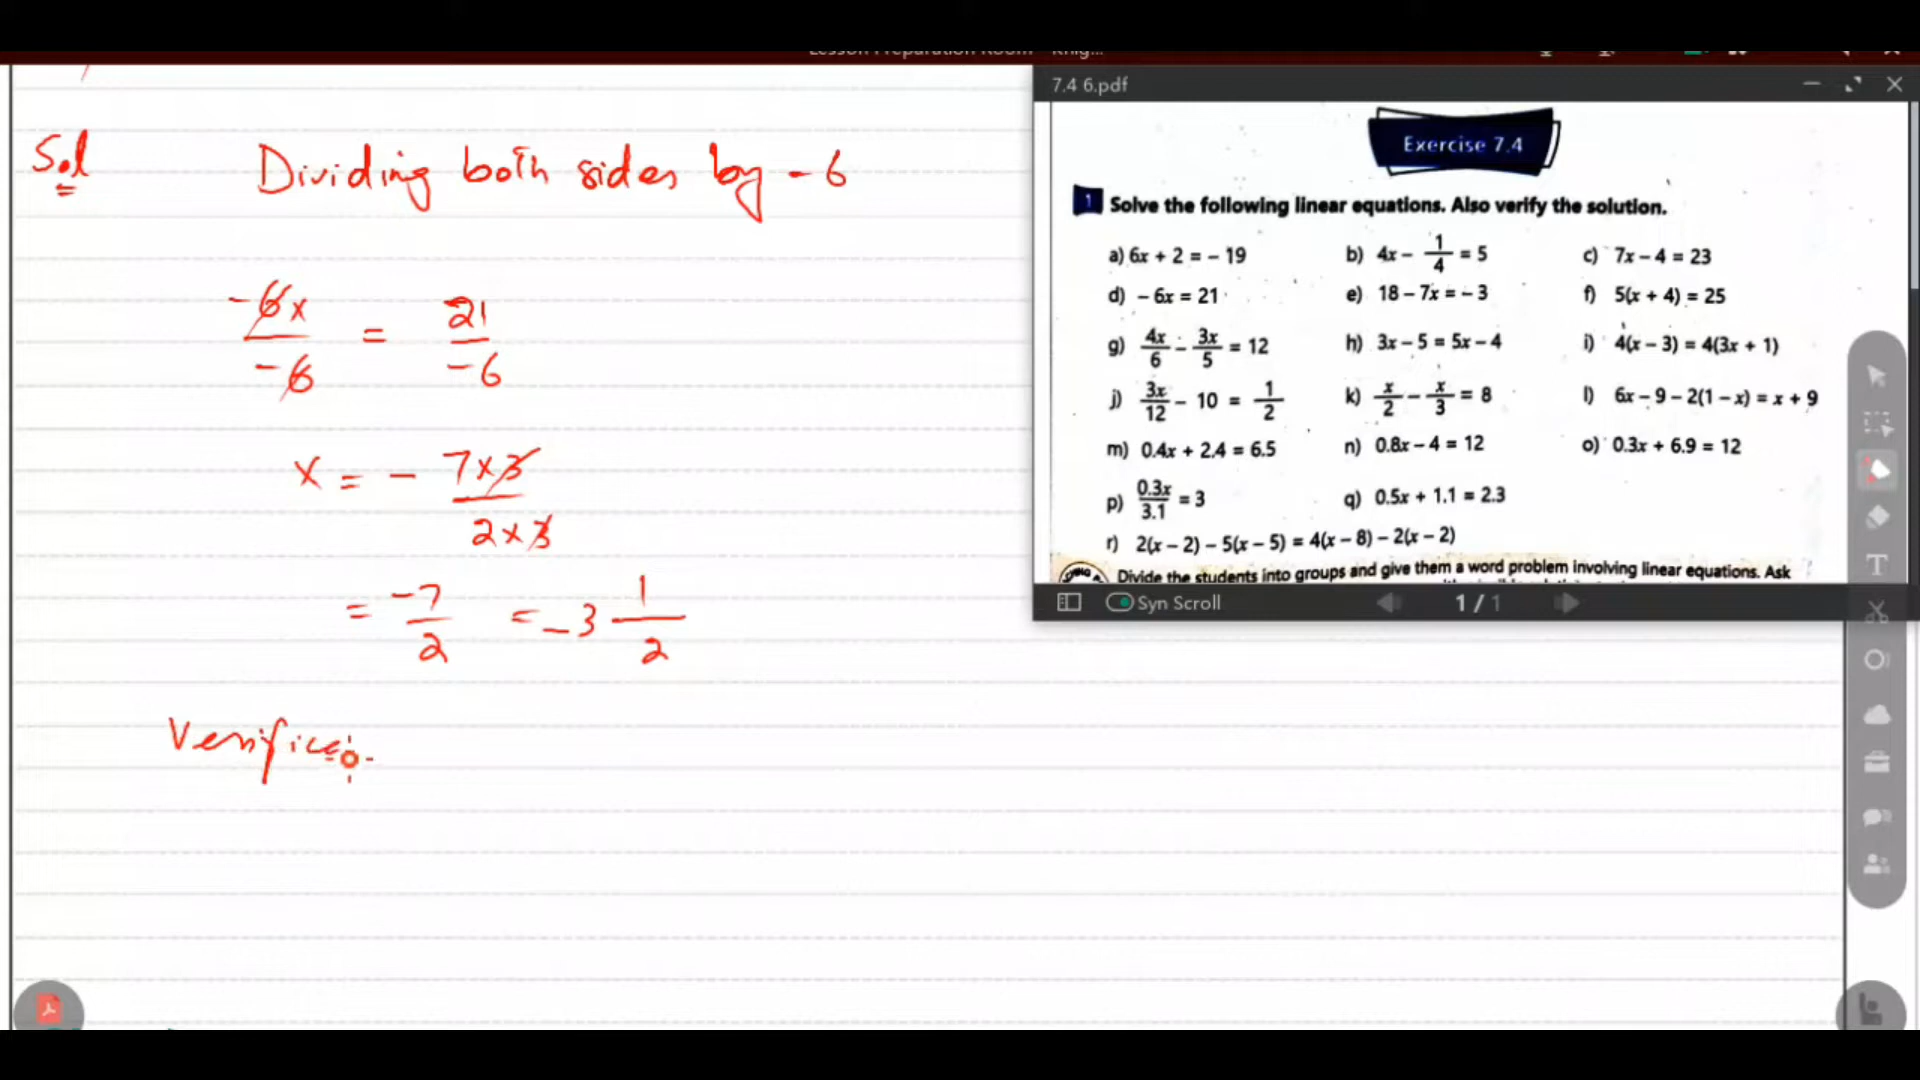 Lesson Preparation Room - Knig...
Sol Dividing both sides by - 6
-6x / -6 = 21 / -6
x = - 7 x 3 / 2 x 3
= -7 / 2 = -3 1 / 2
Verifica
7.4 6.pdf
Exercise 7.4
1 Solve the following linear equations. Also verify the solution.
a) 6x + 2 = - 19 b) 4x - 1/4 = 5 c) 7x - 4 = 23
d) - 6x = 21 e) 18 - 7x = - 3 f) 5(x + 4) = 25
g) 4x/6 - 3x/5 = 12 h) 3x - 5 = 5x - 4 i) 4(x - 3) = 4(3x + 1)
j) 3x/12 - 10 = 1/2 k) x/2 - x/3 = 8 l) 6x - 9 - 2(1 - x) = x + 9
m) 0.4x + 2.4 = 6.5 n) 0.8x - 4 = 12 o) 0.3x + 6.9 = 12
p) 0.3x/3.1 = 3 q) 0.5x + 1.1 = 2.3
r) 2(x - 2) - 5(x - 5) = 4(x - 8) - 2(x - 2)
Divide the students into groups and give them a word problem involving linear equations. Ask
Syn Scroll 1 / 1
T